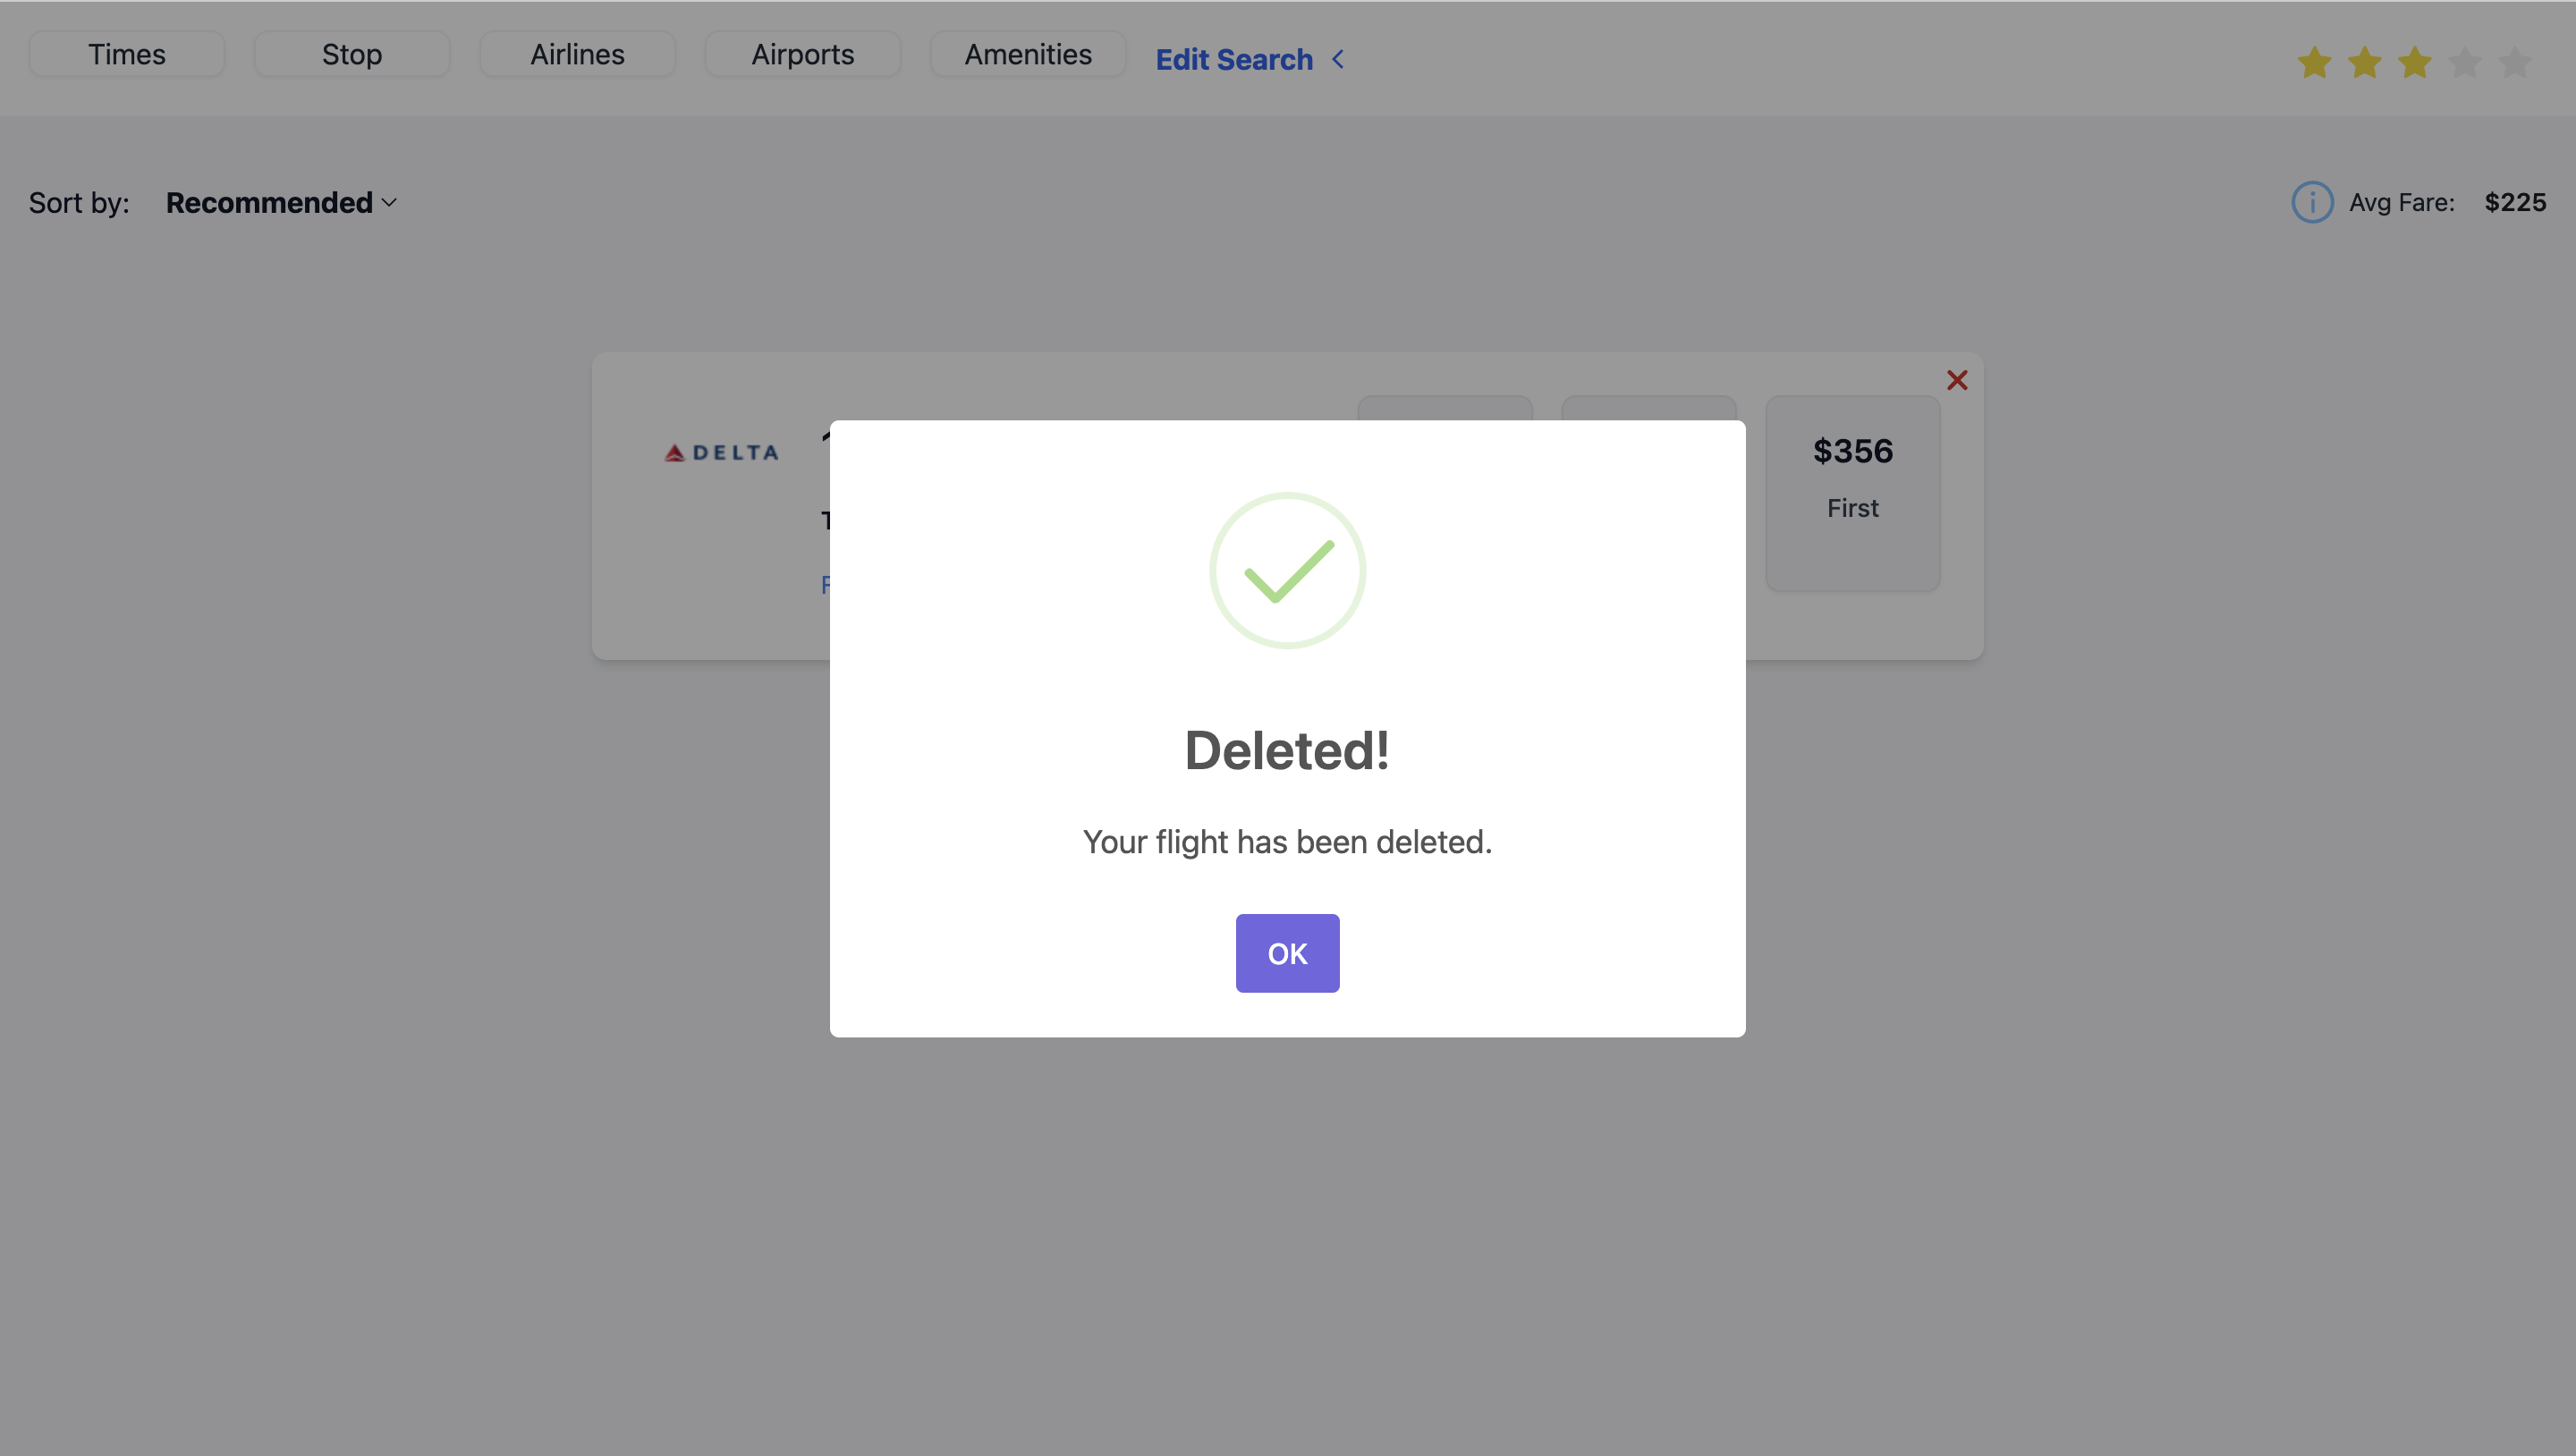 Times Stop Airlines Airports Amenities Edit Search
Sort by: Recommended
Avg Fare: $225
DELTA
$356
First
Deleted!
Your flight has been deleted.
OK